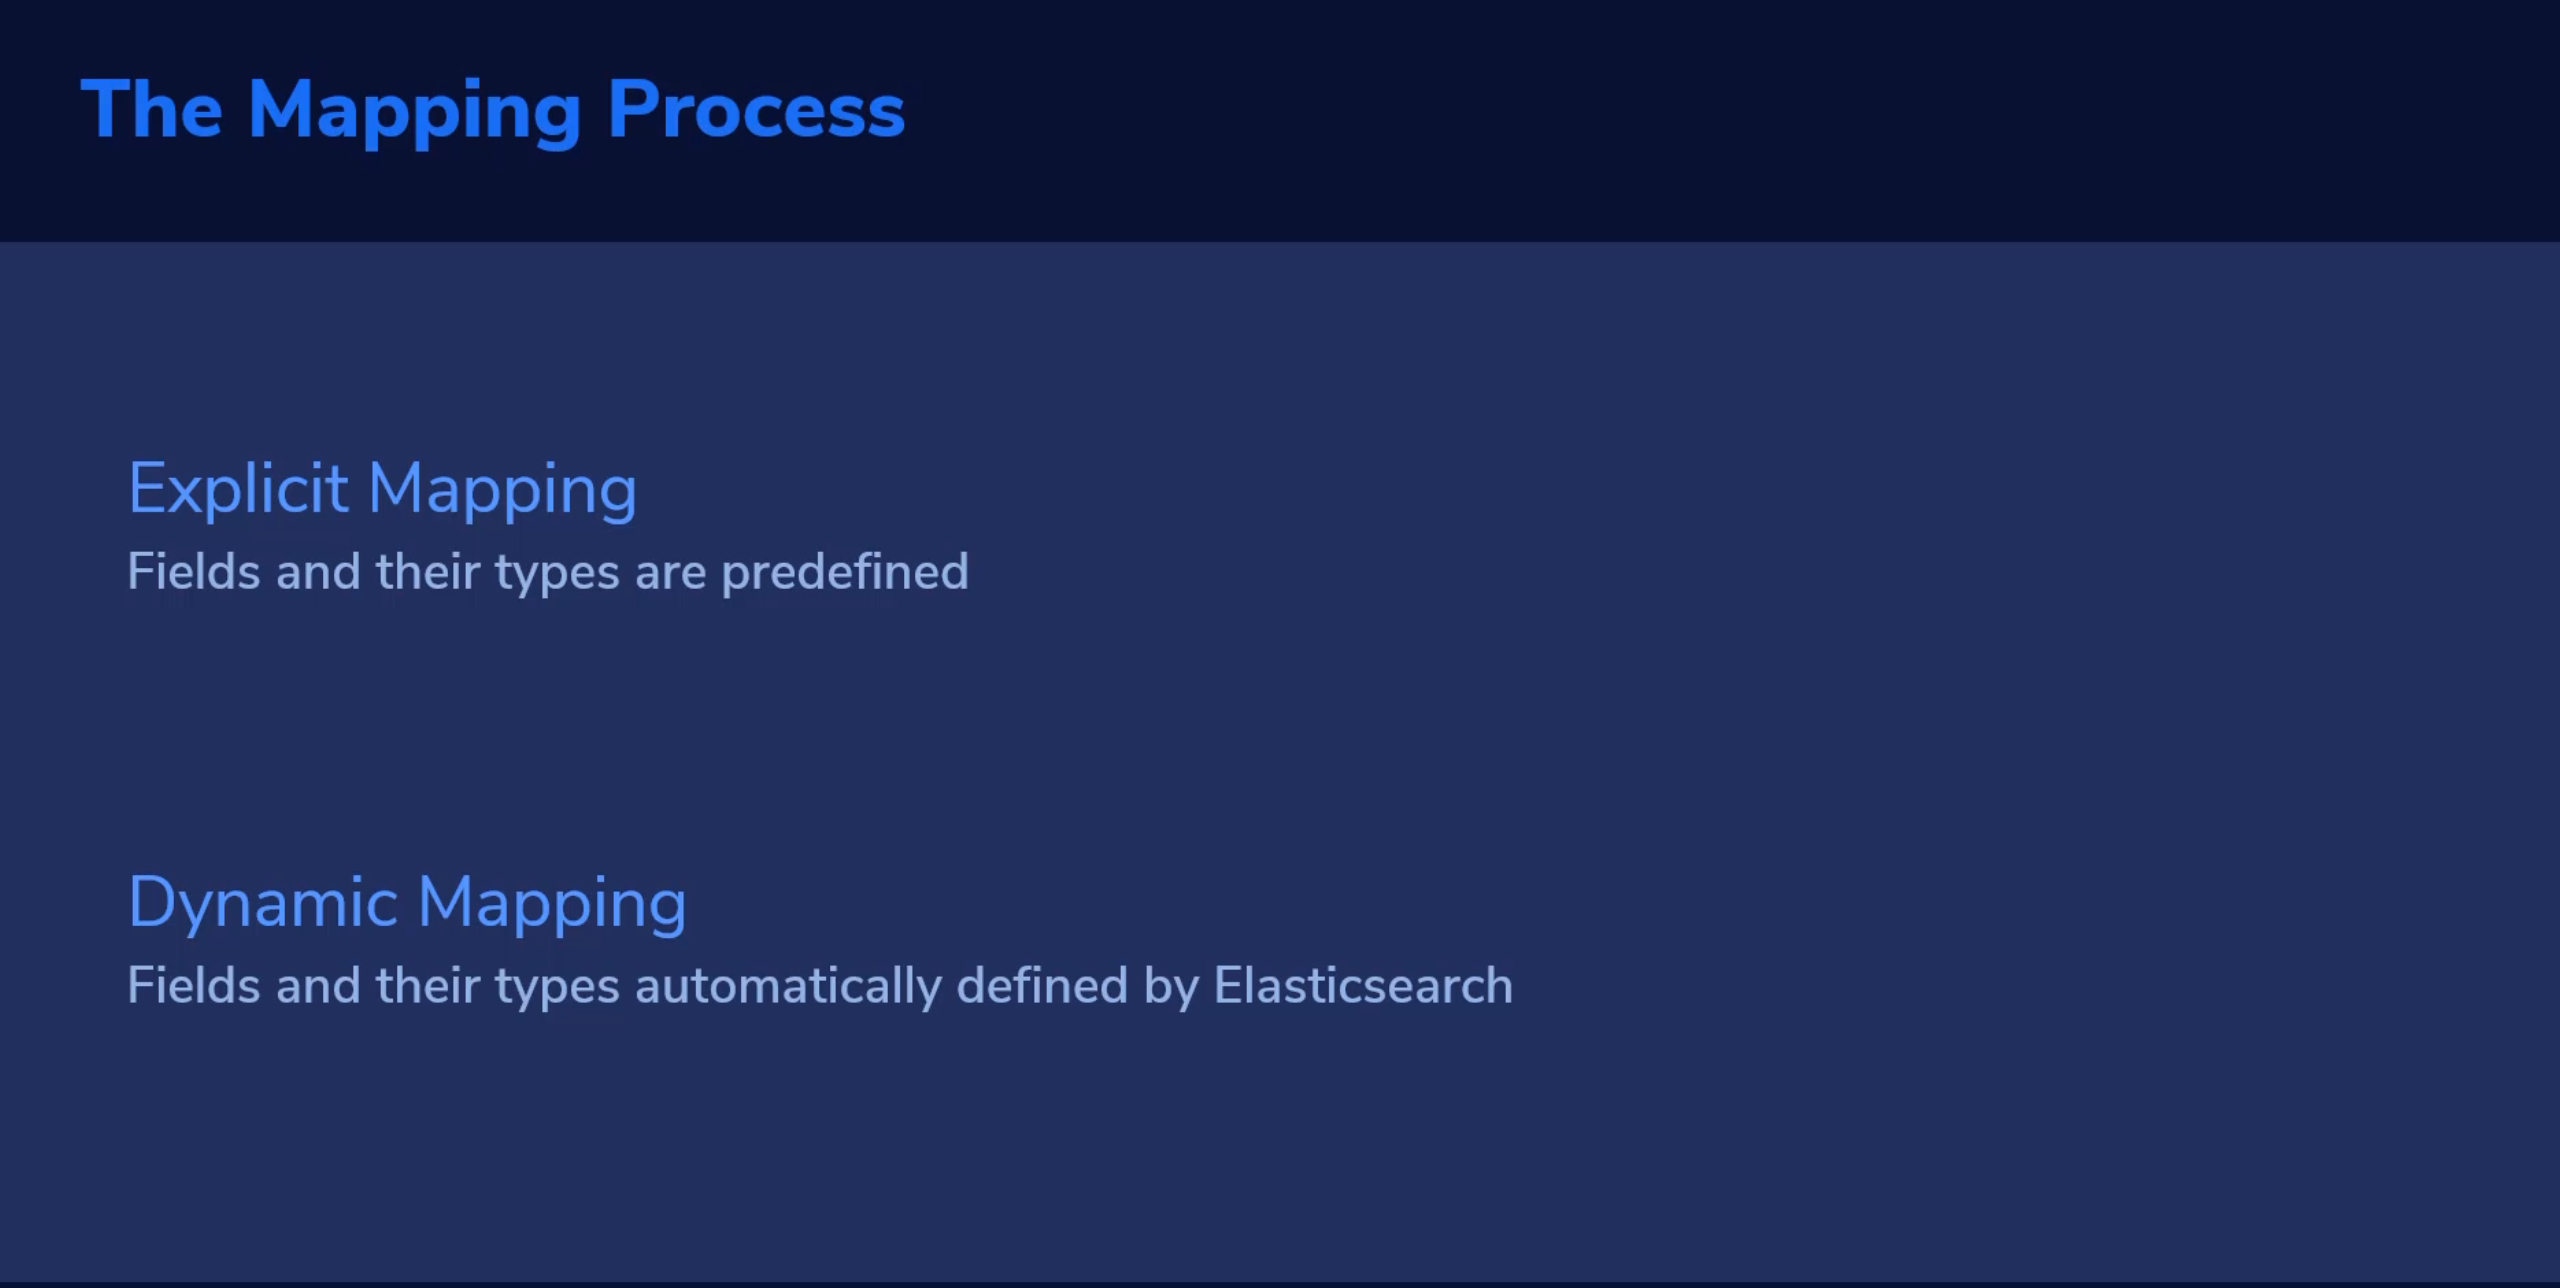 The Mapping Process
Explicit Mapping
Fields and their types are predefined
Dynamic Mapping
Fields and their types automatically defined by Elasticsearch